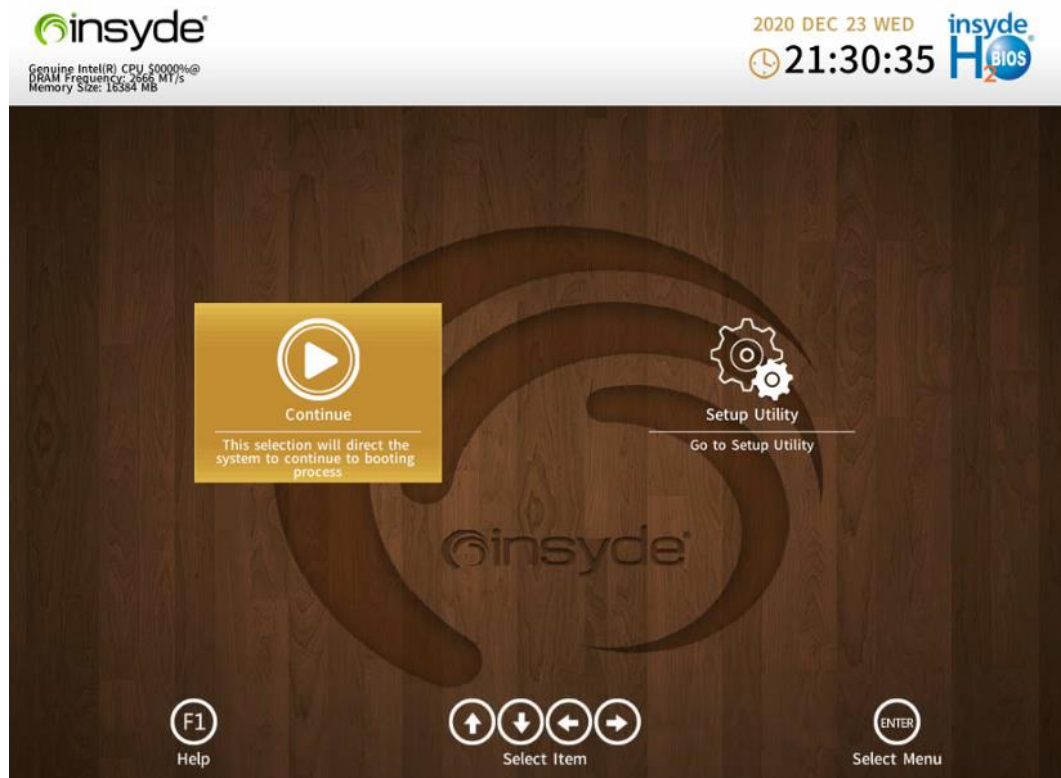 insyde®
Genuine Intel(R) CPU $0000%@
DRAM Frequency: 2666 MT/s
Memory Size: 16384 MB
2020 DEC 23 WED
21:30:35
insyde®
H2O BIOS
Continue
This selection will direct the
system to continue to booting
process
Setup Utility
Go to Setup Utility
insyde®
F1
Help
Select Item
ENTER
Select Menu